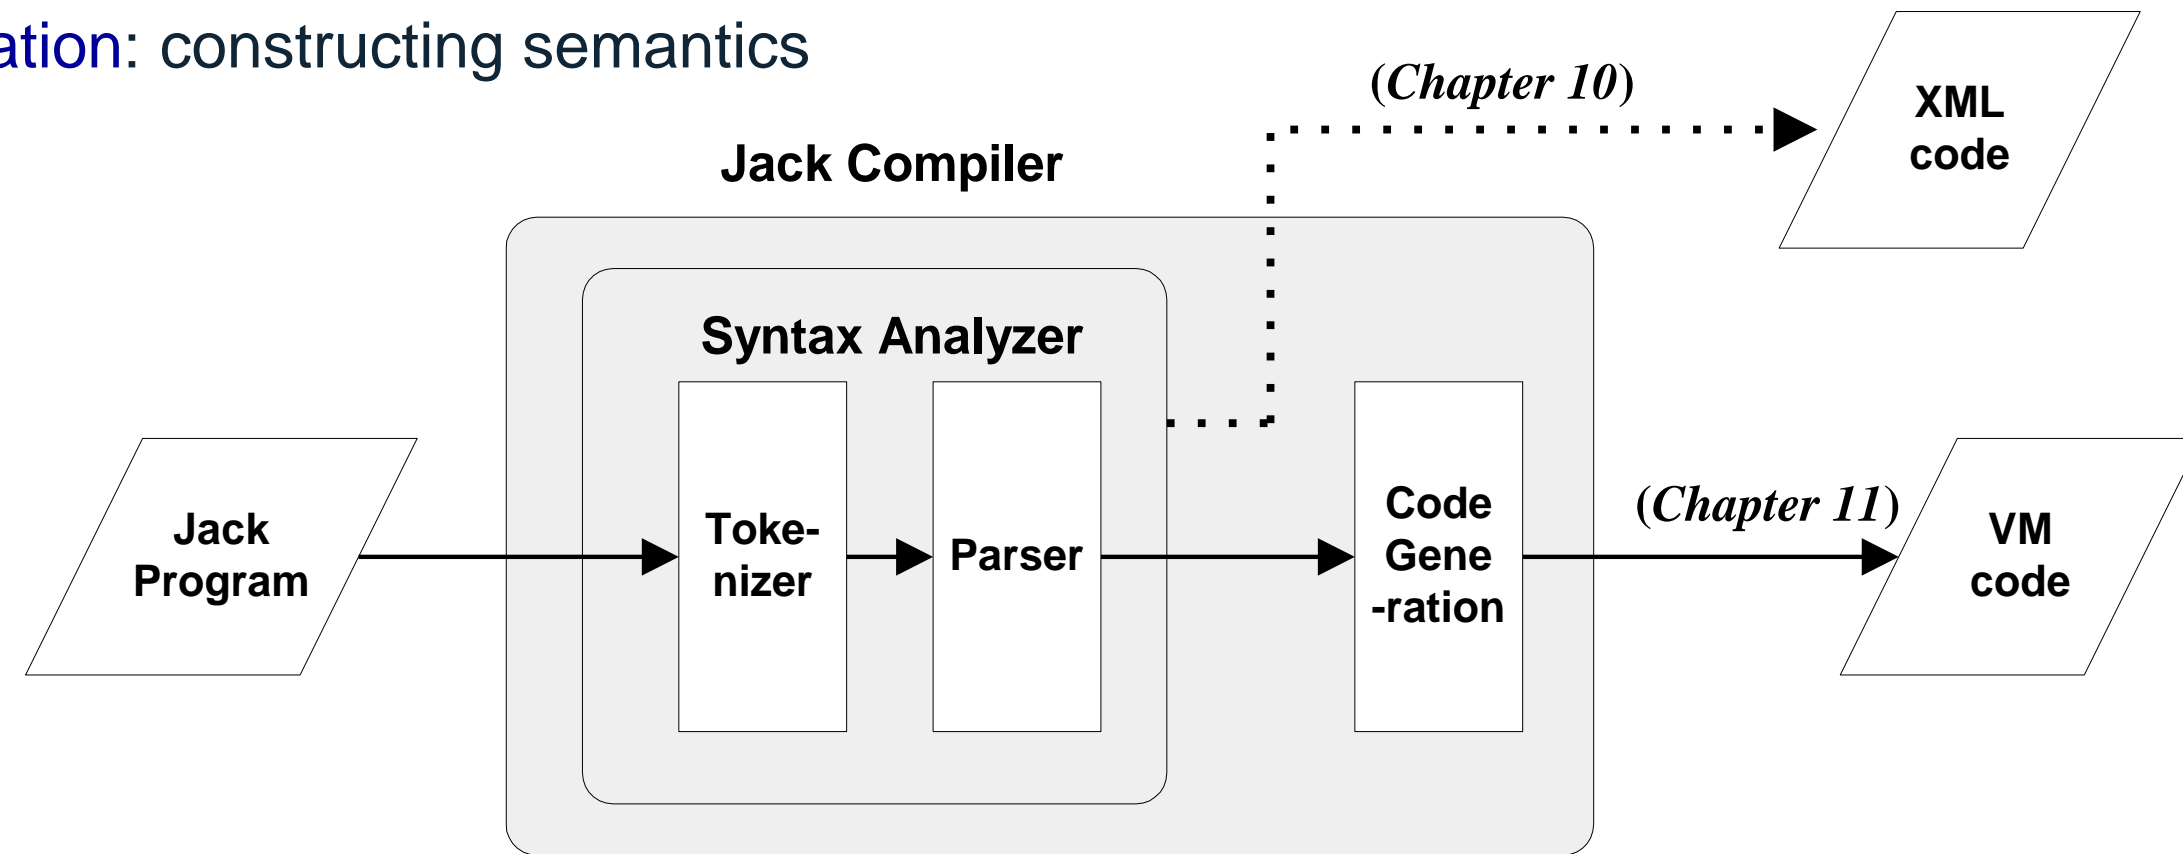 ation: constructing semantics
(Chapter 10)
XML
code
Jack Compiler
Syntax Analyzer
Jack
Program
Toke-
nizer
Parser
Code
Gene
-ration
(Chapter 11)
VM
code